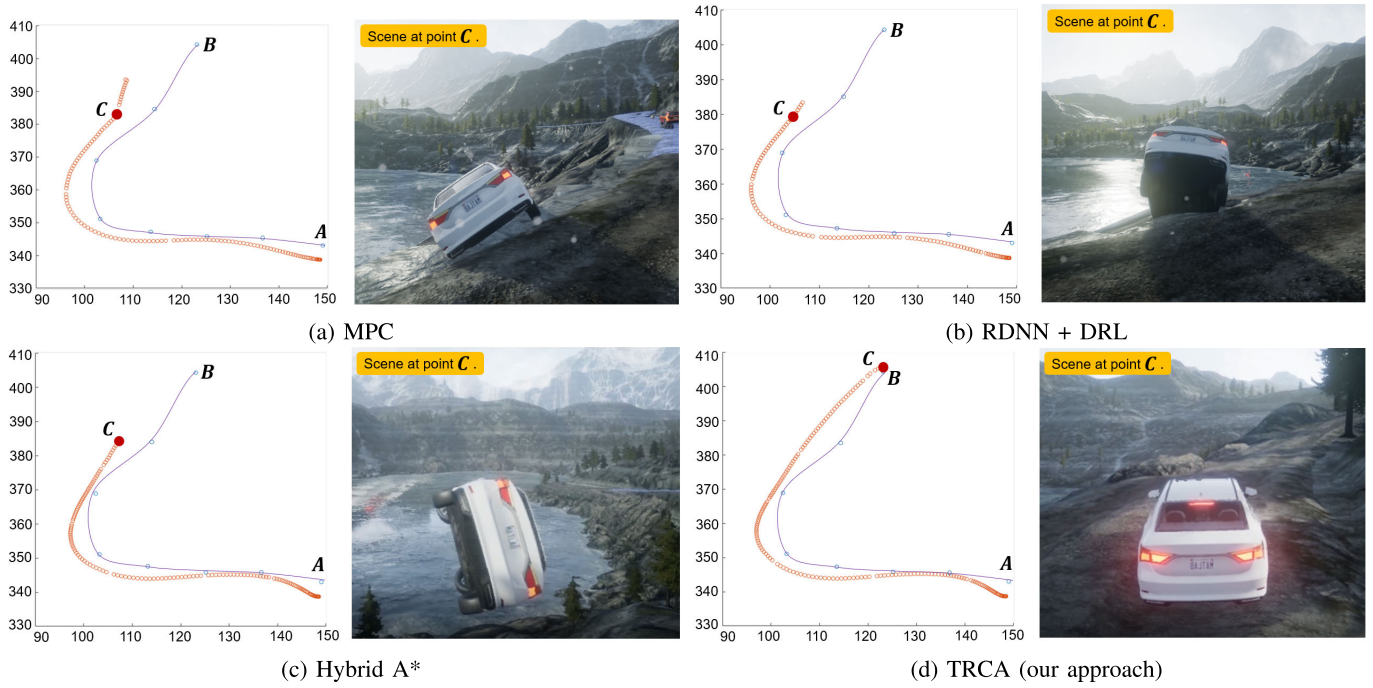 410
400
390
380
370
360
350
340
330
90 100 110 120 130 140 150
B
C
A
Scene at point C .
(a) MPC
410
400
390
380
370
360
350
340
330
90 100 110 120 130 140 150
B
C
A
Scene at point C .
(b) RDNN + DRL
410
400
390
380
370
360
350
340
330
90 100 110 120 130 140 150
B
C
A
Scene at point C .
(c) Hybrid A*
410
400
390
380
370
360
350
340
330
90 100 110 120 130 140 150
C
B
A
Scene at point C .
(d) TRCA (our approach)